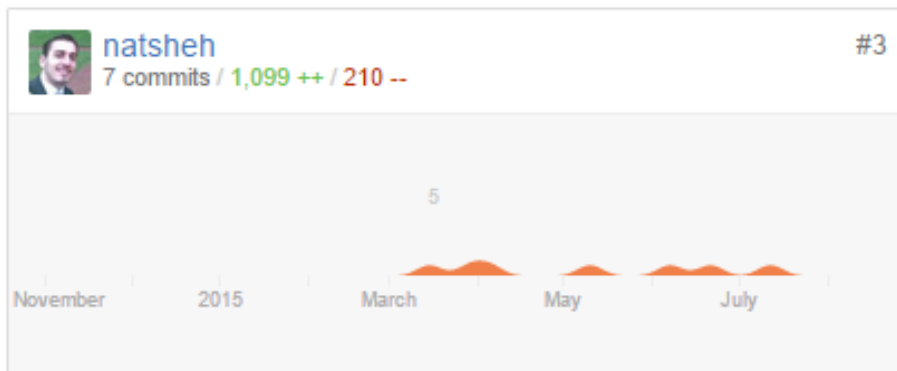 natsheh
#3
7 commits / 1,099 ++ / 210 --
5
November 2015 March May July